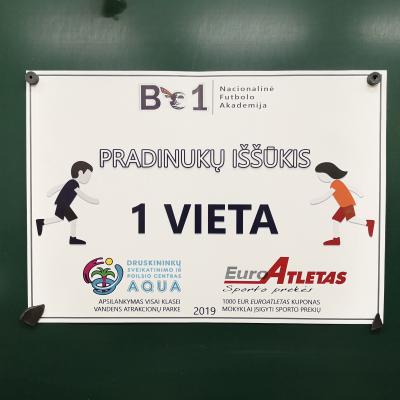 BE1
Nacionalinė
Futbolo
Akademija
PRADINUKŲ IŠŠŪKIS
1 VIETA
DRUSKININKŲ
SVEIKATINIMO IR
POILSIO CENTRAS
AQUA
APSILANKYMAS VISAI KLASEI
VANDENS ATRAKCIONŲ PARKE
2019
EuroATLETAS
Sporto prekės
1000 EUR EUROATLETAS KUPONAS
MOKYKLAI ĮSIGYTI SPORTO PREKIŲ